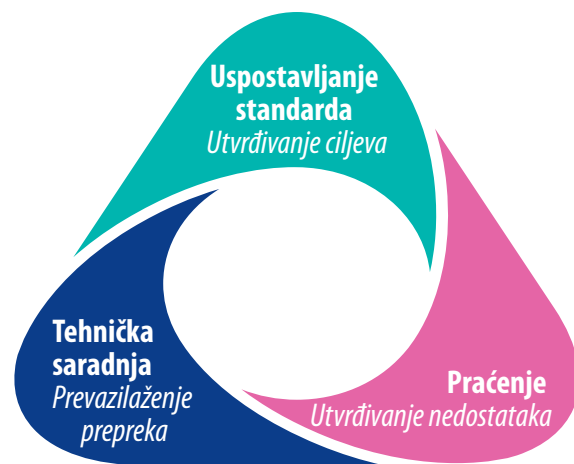 Uspostavljanje
standarda
Utvrđivanje ciljeva
Tehnička
saradnja
Prevazilaženje
prepreka
Praćenje
Utvrđivanje nedostataka